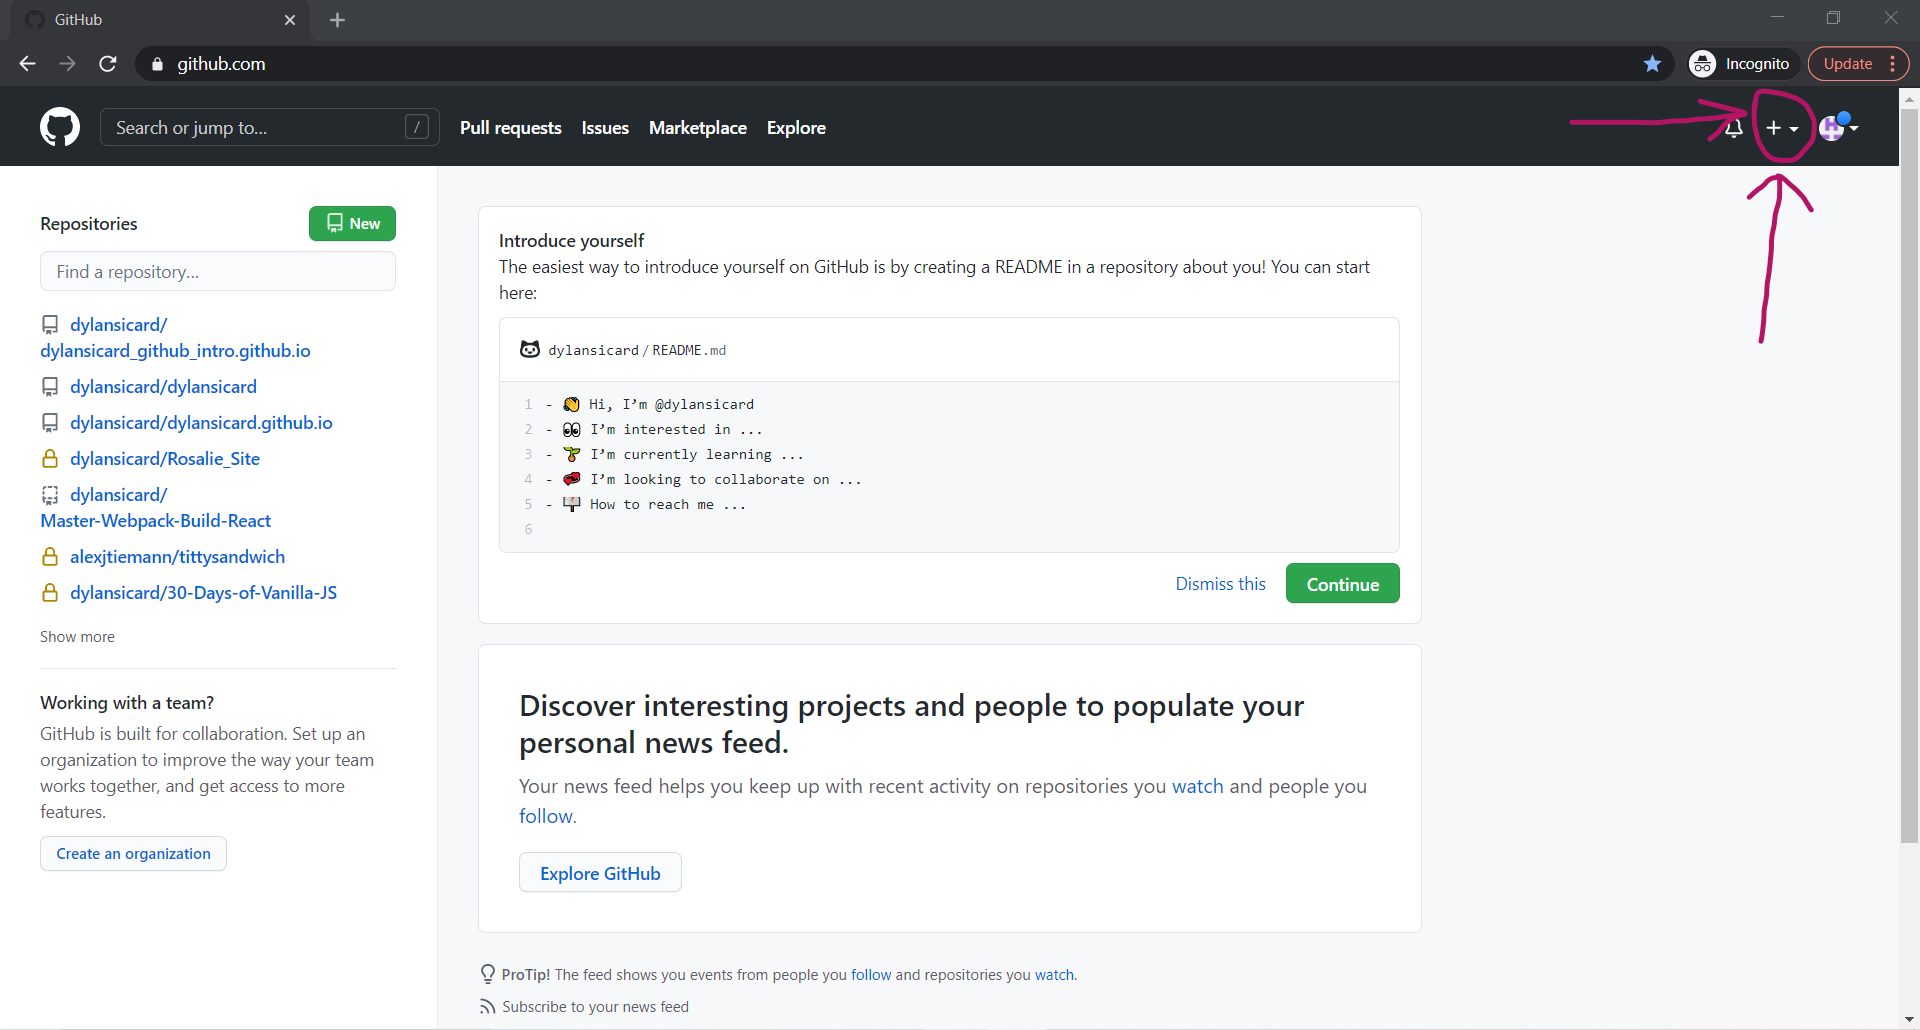 GitHub
github.com
Incognito
Update
Search or jump to...
/
Pull requests
Issues
Marketplace
Explore
Repositories
New
Find a repository...
dylansicard/
dylansicard_github_intro.github.io
dylansicard/dylansicard
dylansicard/dylansicard.github.io
dylansicard/Rosalie_Site
dylansicard/
Master-Webpack-Build-React
alexjtiemann/tittysandwich
dylansicard/30-Days-of-Vanilla-JS
Show more
Working with a team?
GitHub is built for collaboration. Set up an
organization to improve the way your team
works together, and get access to more
features.
Create an organization
Introduce yourself
The easiest way to introduce yourself on GitHub is by creating a README in a repository about you! You can start
here:
dylansicard/README.md
1 - 👋 Hi, I’m @dylansicard
2 - 👀 I’m interested in ...
3 - 🌱 I’m currently learning ...
4 - 💞️ I’m looking to collaborate on ...
5 - 📫 How to reach me ...
6
Dismiss this
Continue
Discover interesting projects and people to populate your
personal news feed.
Your news feed helps you keep up with recent activity on repositories you watch and people you
follow.
Explore GitHub
ProTip! The feed shows you events from people you follow and repositories you watch.
Subscribe to your news feed